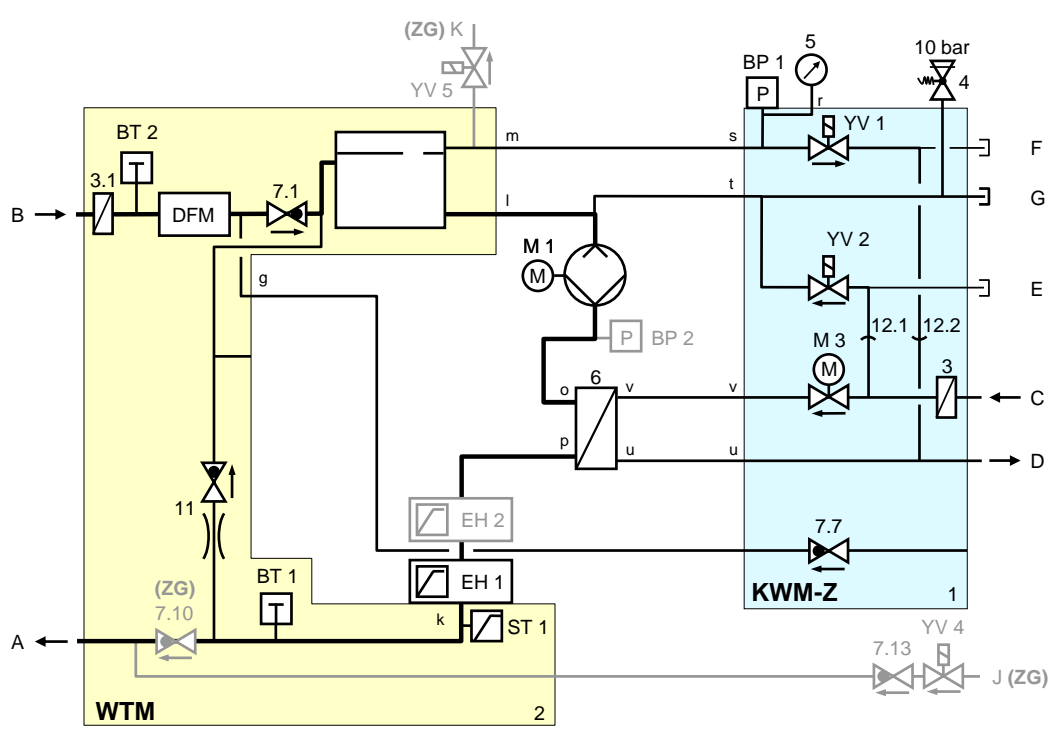 (ZG) K
YV 5
5
10 bar
BP 1
P
4
r
BT 2
m
s
YV 1
F
3.1
7.1
t
B
DFM
l
G
M 1
YV 2
M
g
E
12.1
12.2
P
BP 2
M 3
M
3
6
o
v
v
C
p
u
u
D
11
EH 2
7.7
BT 1
EH 1
(ZG)
7.10
KWM-Z
1
k
ST 1
A
YV 4
7.13
J (ZG)
WTM
2